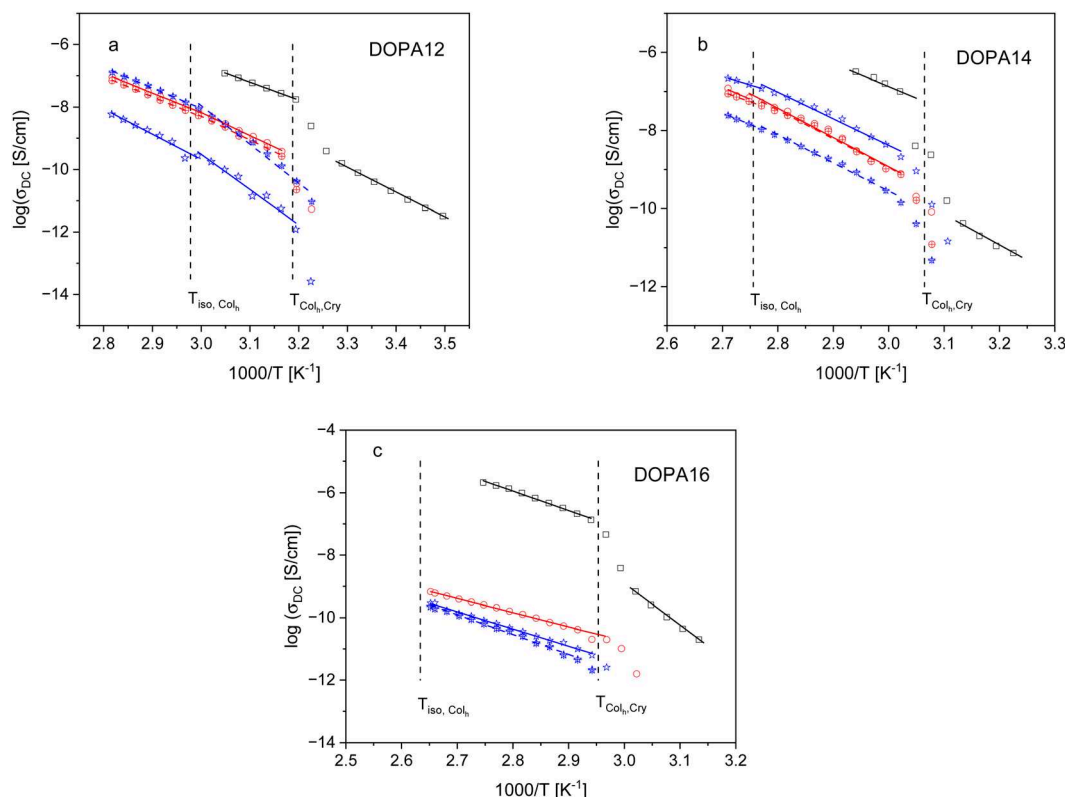 a
DOPA12
log(σDC [S/cm])
−6
−8
−10
−12
−14
Tiso, Colh
TColh,Cry
2.8 2.9 3.0 3.1 3.2 3.3 3.4 3.5
1000/T [K-1]
b
DOPA14
log(σDC [S/cm])
−6
−8
−10
−12
Tiso, Colh
TColh,Cry
2.6 2.7 2.8 2.9 3.0 3.1 3.2 3.3
1000/T [K-1]
c
DOPA16
log (σDC [S/cm])
−4
−6
−8
−10
−12
−14
Tiso, Colh
TColh,Cry
2.5 2.6 2.7 2.8 2.9 3.0 3.1 3.2
1000/T [K-1]